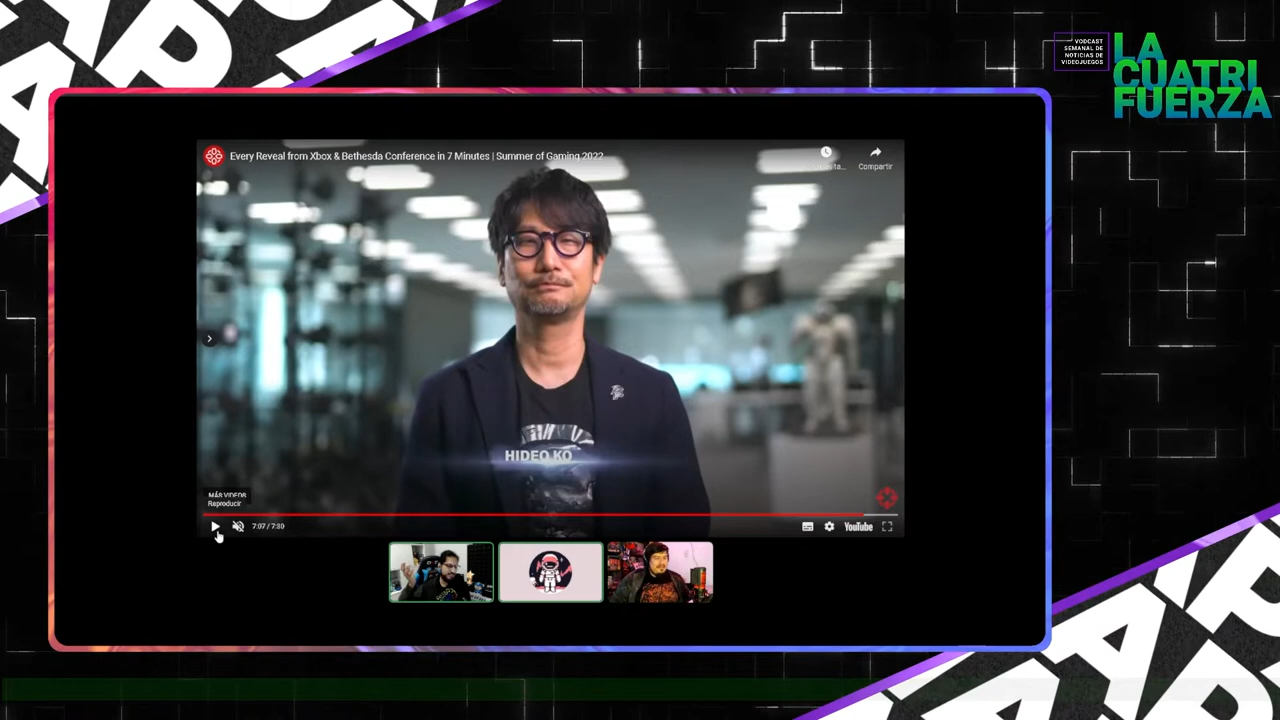 VODCAST
SEMANAL DE
NOTICIAS DE
VIDEOJUEGOS
LA
CUATRI
FUERZA
Every Reveal from Xbox & Bethesda Conference in 7 Minutes | Summer of Gaming 2022
Compartir
HIDEO KO
MÁS VIDEOS
Reproducir
7:07 / 7:30
YouTube